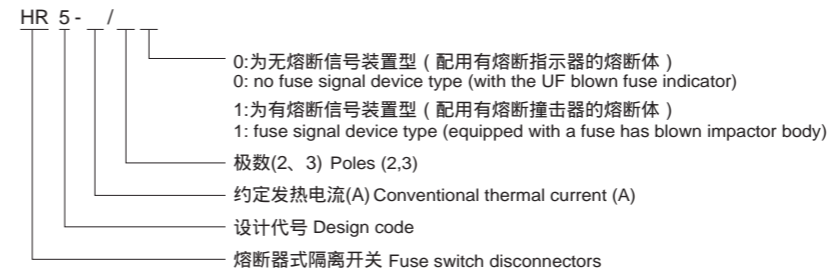 HR 5 - _ / _ _
0:为无熔断信号装置型（配用有熔断指示器的熔断体）
0: no fuse signal device type (with the UF blown fuse indicator)
1:为有熔断信号装置型（配用有熔断撞击器的熔断体）
1: fuse signal device type (equipped with a fuse has blown impactor body)
极数(2、3) Poles (2,3)
约定发热电流(A) Conventional thermal current (A)
设计代号 Design code
熔断器式隔离开关 Fuse switch disconnectors